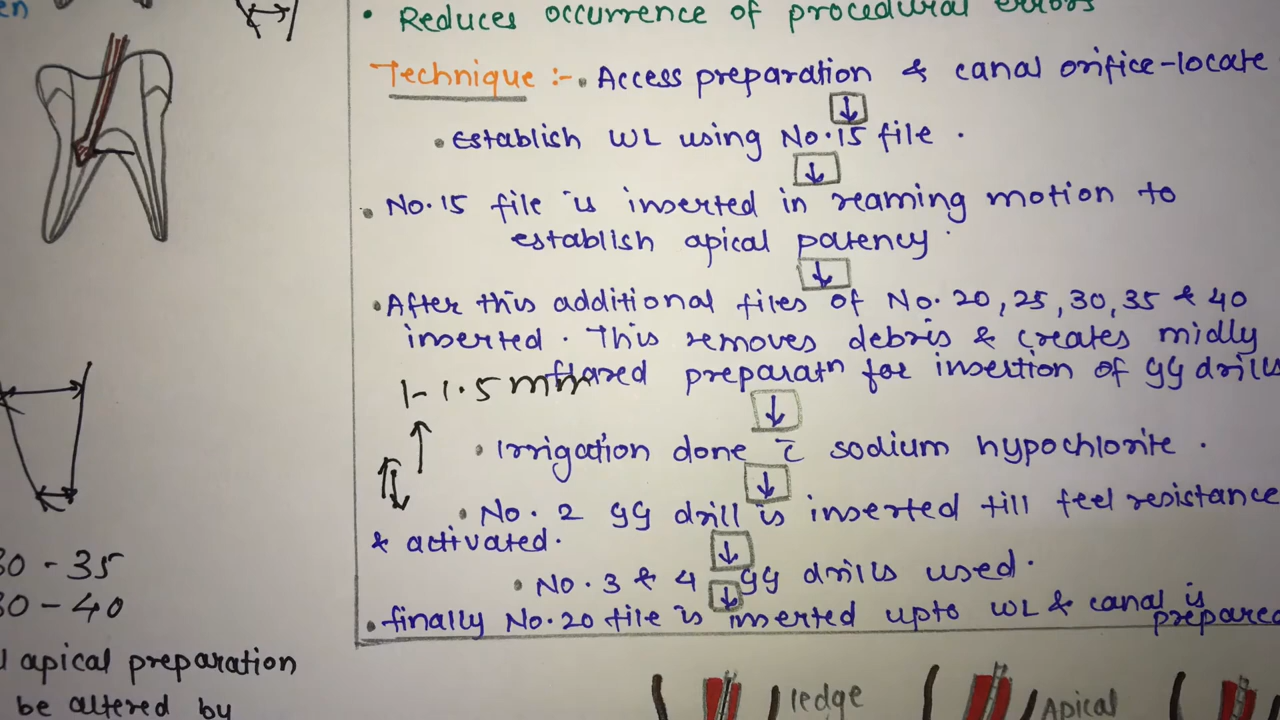 • Reduces occurrence of procedural errors
Technique :- • Access preparation & canal orifice-locate
• Establish WL using No.15 file .
• No.15 file is inserted in reaming motion to
establish apical patency .
• After this additional files of No. 20, 25, 30, 35 & 40
inserted . This removes debris & creates midly
flared preparatn for insertion of GG drills
1-1.5 mm
• Irrigation done c̄ sodium hypochlorite .
• No. 2 GG drill is inserted till feel resistance
& activated.
• No. 3 & 4 GG drills used.
• finally No.20 file is inserted upto WL & canal is
prepared
30 - 35
30 - 40
apical preparation
be altered by
ledge
Apical